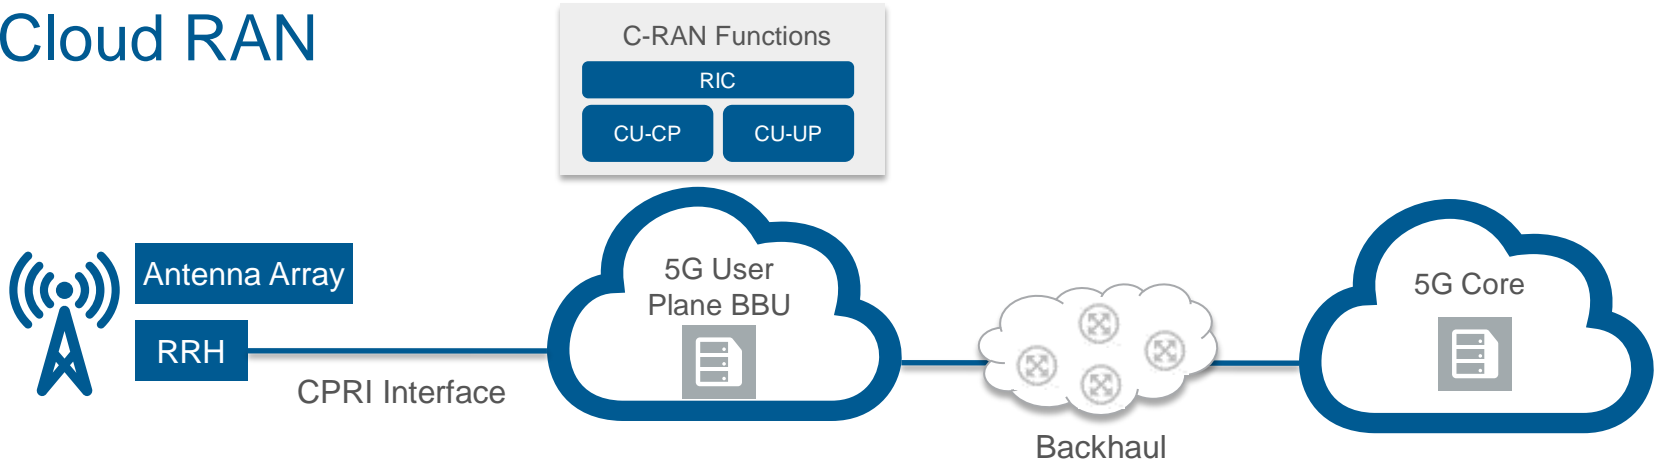 Cloud RAN
C-RAN Functions
RIC
CU-CP
CU-UP
Antenna Array
RRH
CPRI Interface
5G User
Plane BBU
Backhaul
5G Core